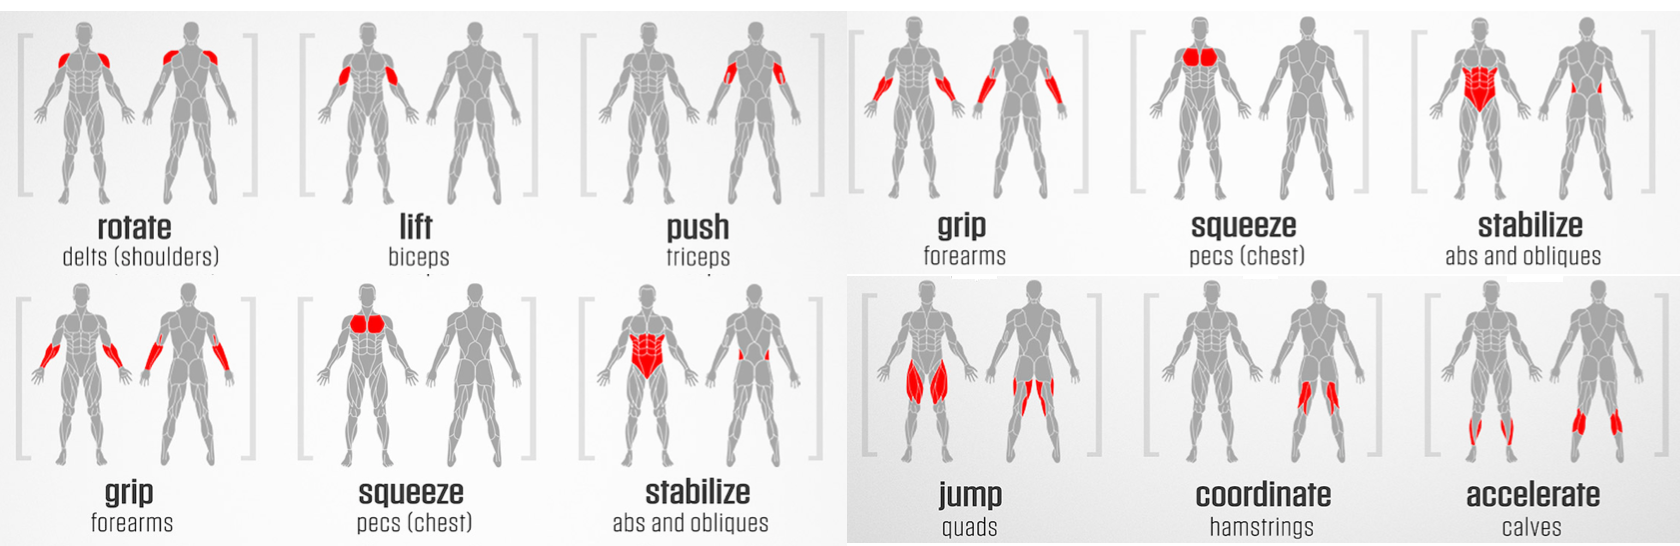 rotate
delts (shoulders)
lift
biceps
push
triceps
grip
forearms
squeeze
pecs (chest)
stabilize
abs and obliques
grip
forearms
squeeze
pecs (chest)
stabilize
abs and obliques
jump
quads
coordinate
hamstrings
accelerate
calves